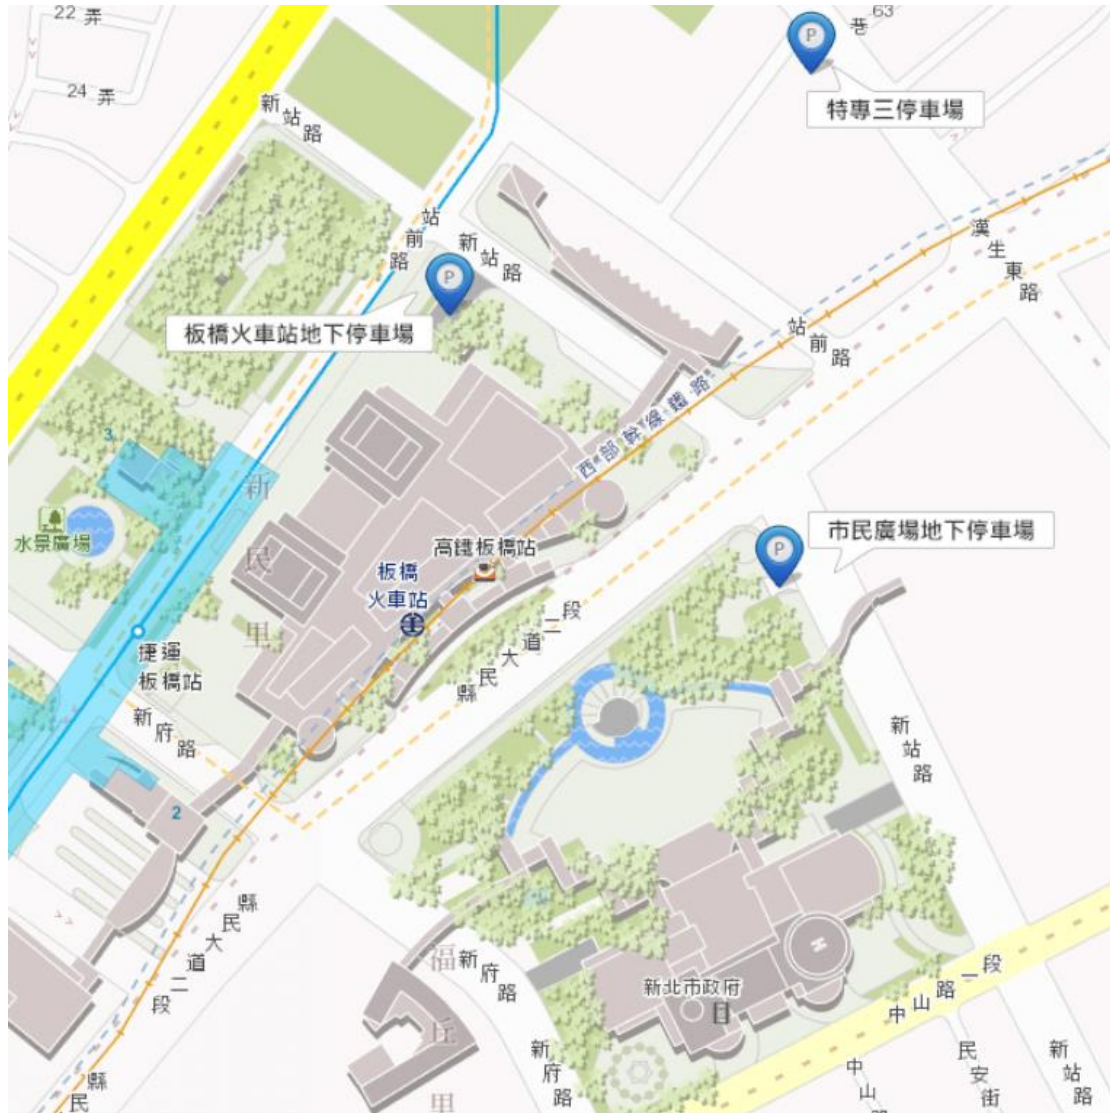 22 弄
24 弄
63
巷
特專三停車場
新站路
站前路
新站路
漢生東路
板橋火車站地下停車場
站前路
西部幹線鐵路
3
新民里
水景廣場
高鐵板橋站
板橋
火車站
市民廣場地下停車場
縣民大道二段
捷運
板橋站
新府路
新站路
2
縣民大道二段
福丘里
新府路
新北市政府
中山路一段
新府路
中山路
民安街
新站路
縣民